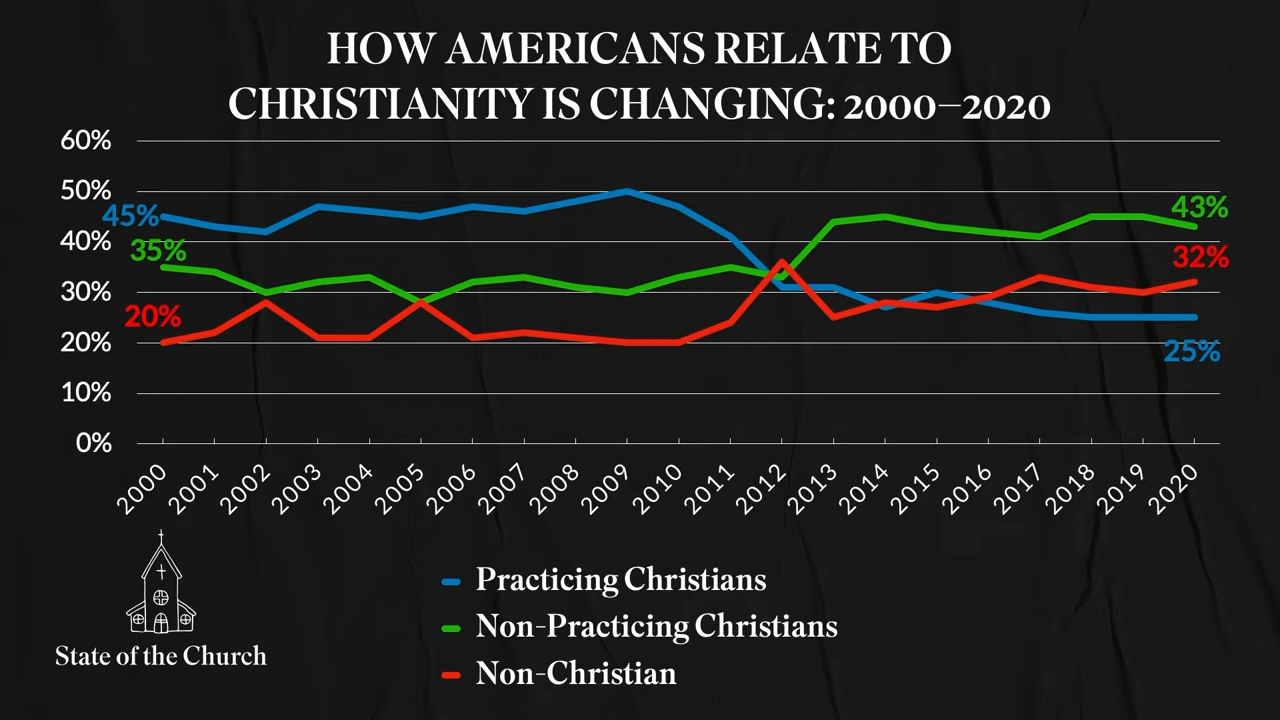 HOW AMERICANS RELATE TO
CHRISTIANITY IS CHANGING: 2000–2020
60%
50%
45%
43%
40%
35%
32%
30%
20%
20%
25%
10%
0%
2000 2001 2002 2003 2004 2005 2006 2007 2008 2009 2010 2011 2012 2013 2014 2015 2016 2017 2018 2019 2020
Practicing Christians
Non-Practicing Christians
Non-Christian
State of the Church